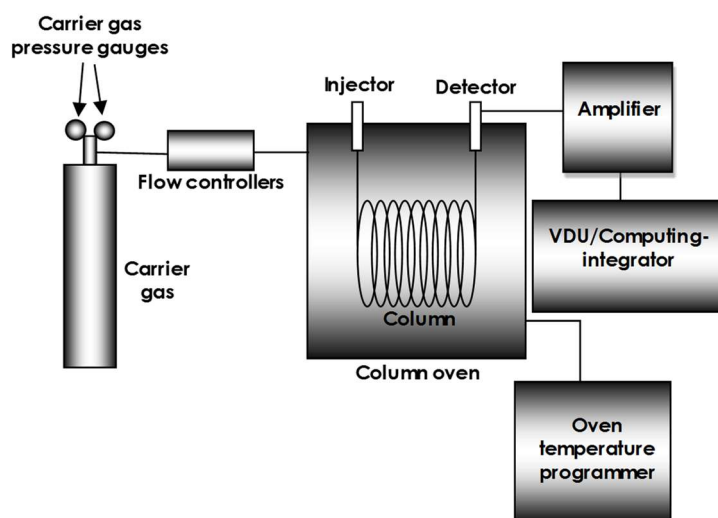 Carrier gas
pressure gauges
Injector
Detector
Amplifier
Flow controllers
VDU/Computing-
integrator
Carrier
gas
Column
Column oven
Oven
temperature
programmer